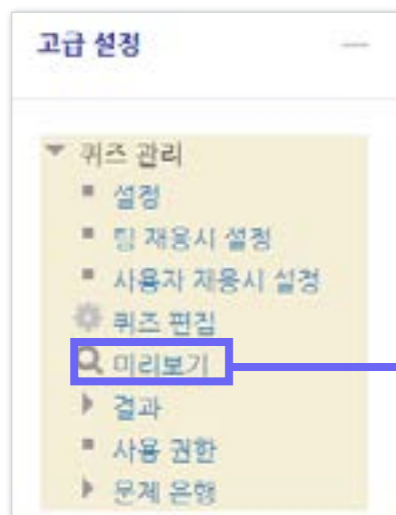 고급 설정
퀴즈 관리
설정
팀 재응시 설정
사용자 재응시 설정
퀴즈 편집
미리보기
결과
사용 권한
문제 은행